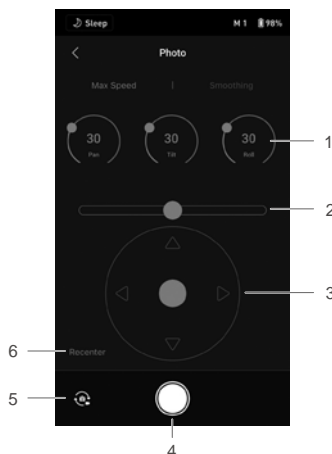 Sleep M 1 98%
Photo
Max Speed | Smoothing
30 30 30 1
Pan Tilt Roll
2
3
6 Recenter
5
4